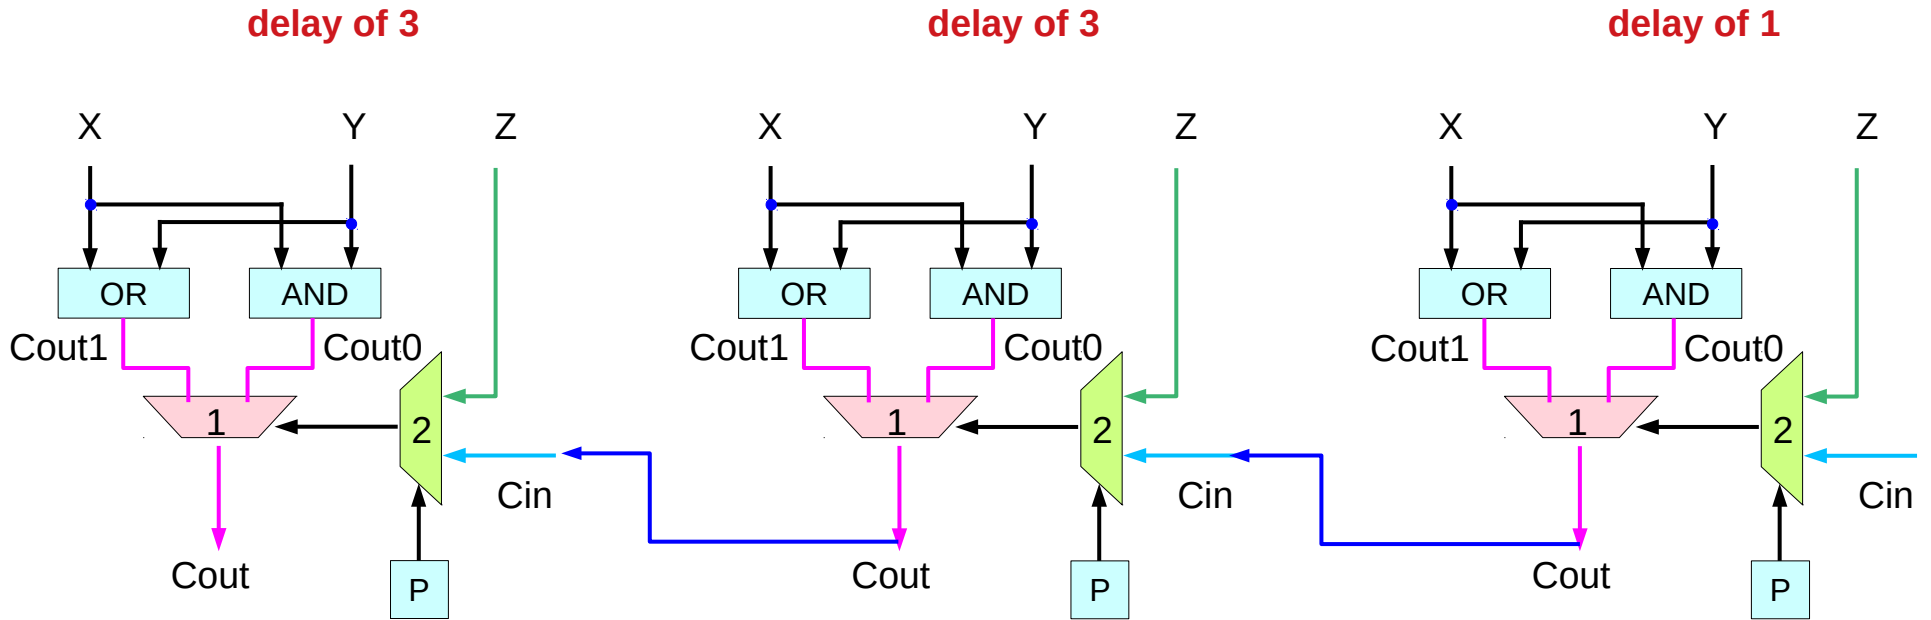 delay of 3 delay of 3 delay of 1
X Y Z X Y Z X Y Z
OR AND OR AND OR AND
Cout1 Cout0 Cout1 Cout0 Cout1 Cout0
1 2 1 2 1 2
Cin Cin Cin
Cout P Cout P Cout P